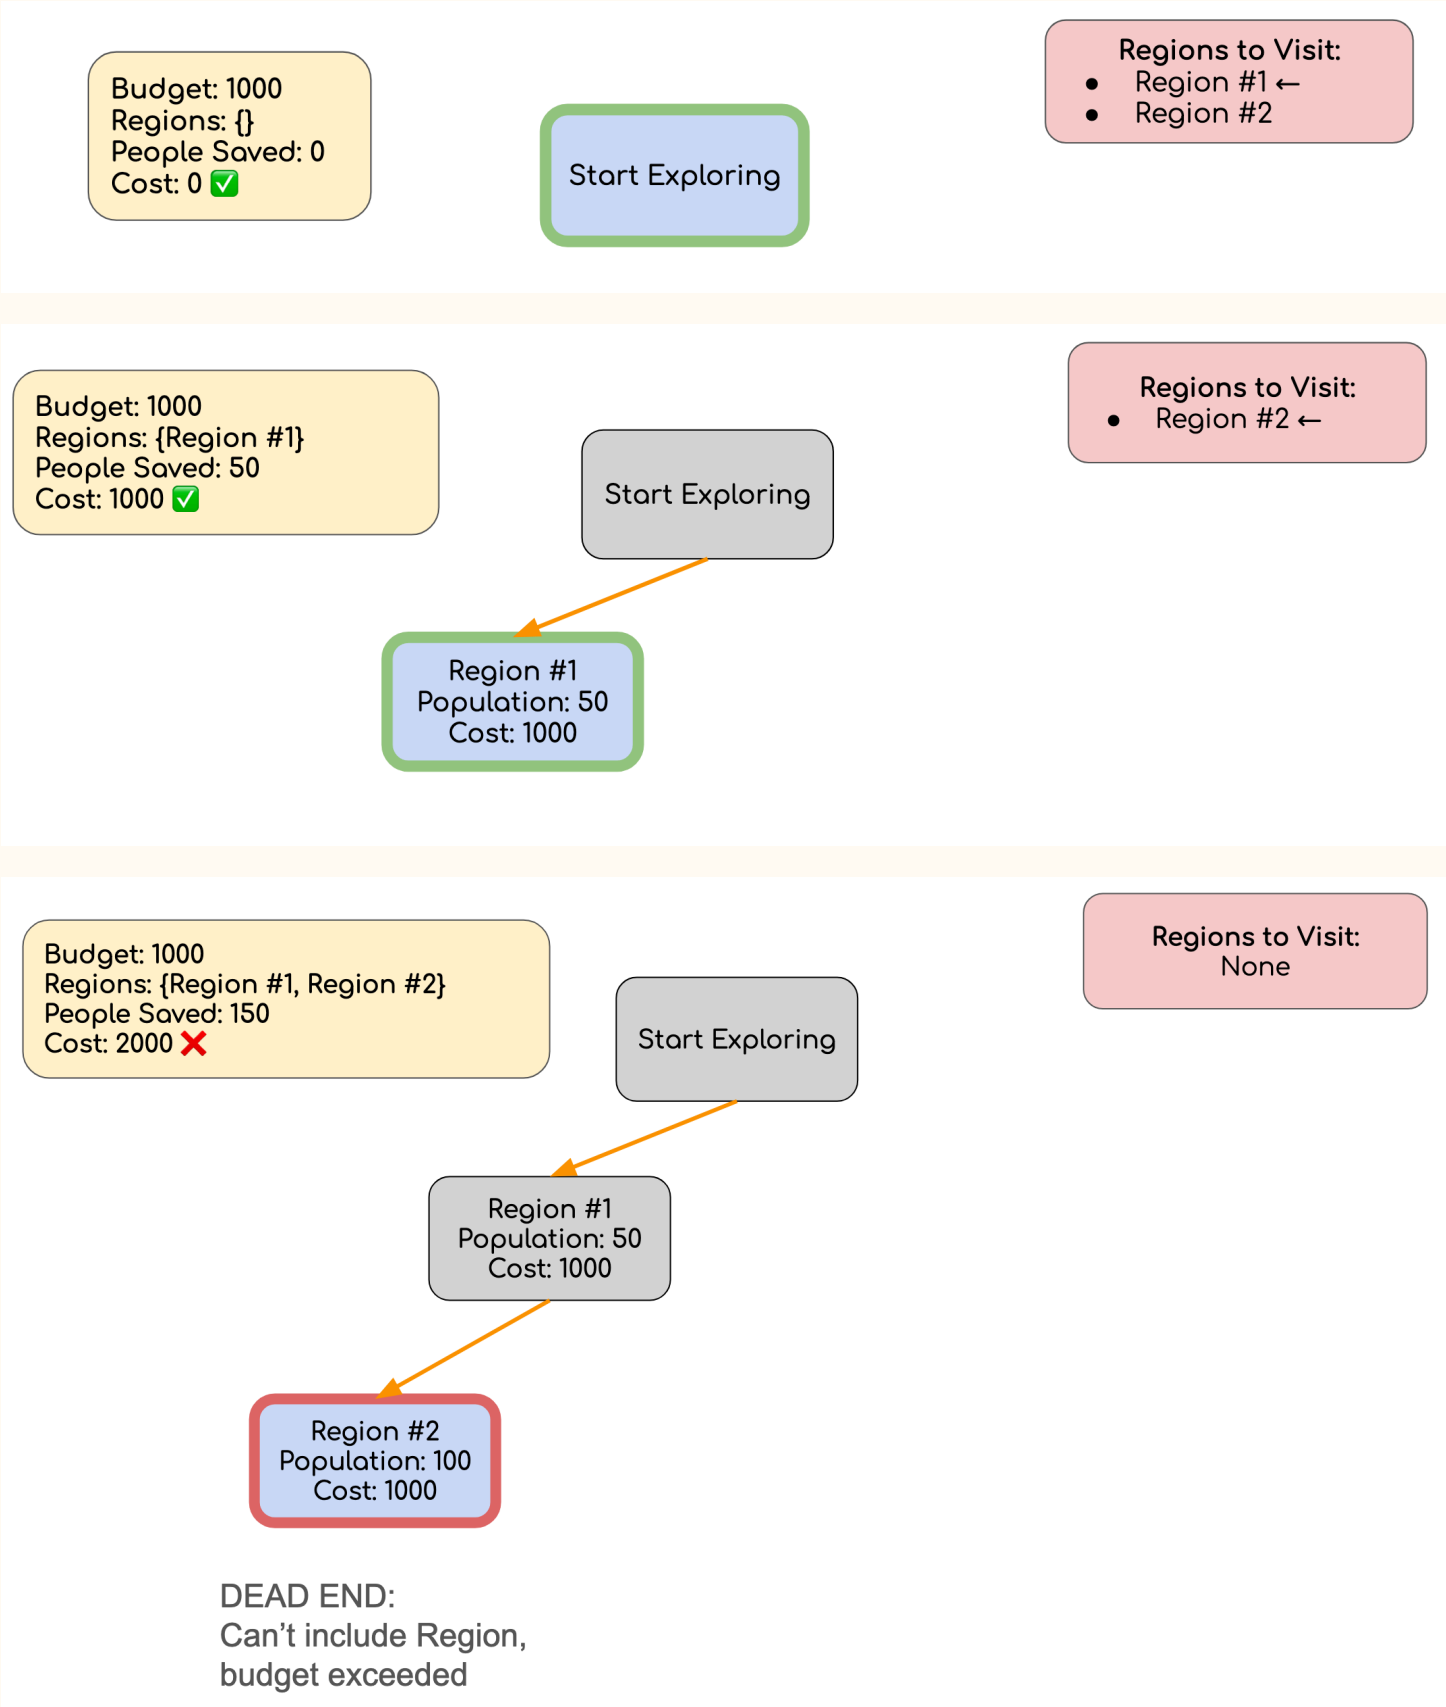 Budget: 1000
Regions: {}
People Saved: 0
Cost: 0 ✅
Start Exploring
Regions to Visit:
● Region #1 ←
● Region #2
Budget: 1000
Regions: {Region #1}
People Saved: 50
Cost: 1000 ✅
Start Exploring
Regions to Visit:
● Region #2 ←
Region #1
Population: 50
Cost: 1000
Budget: 1000
Regions: {Region #1, Region #2}
People Saved: 150
Cost: 2000 ❌
Start Exploring
Regions to Visit:
None
Region #1
Population: 50
Cost: 1000
Region #2
Population: 100
Cost: 1000
DEAD END:
Can’t include Region,
budget exceeded